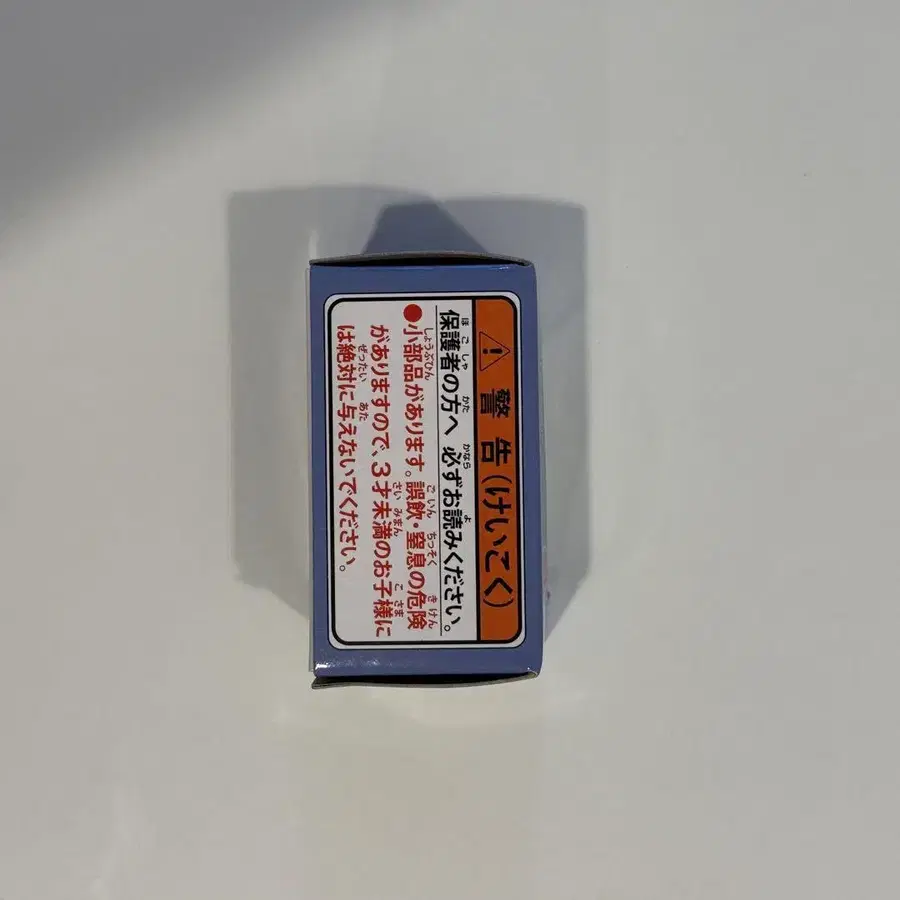 ⚠ 警告(けいこく)
保護者の方へ 必ずお読みください。
●小部品があります。誤飲・窒息の危険
がありますので、3才未満のお子様に
は絶対に与えないでください。